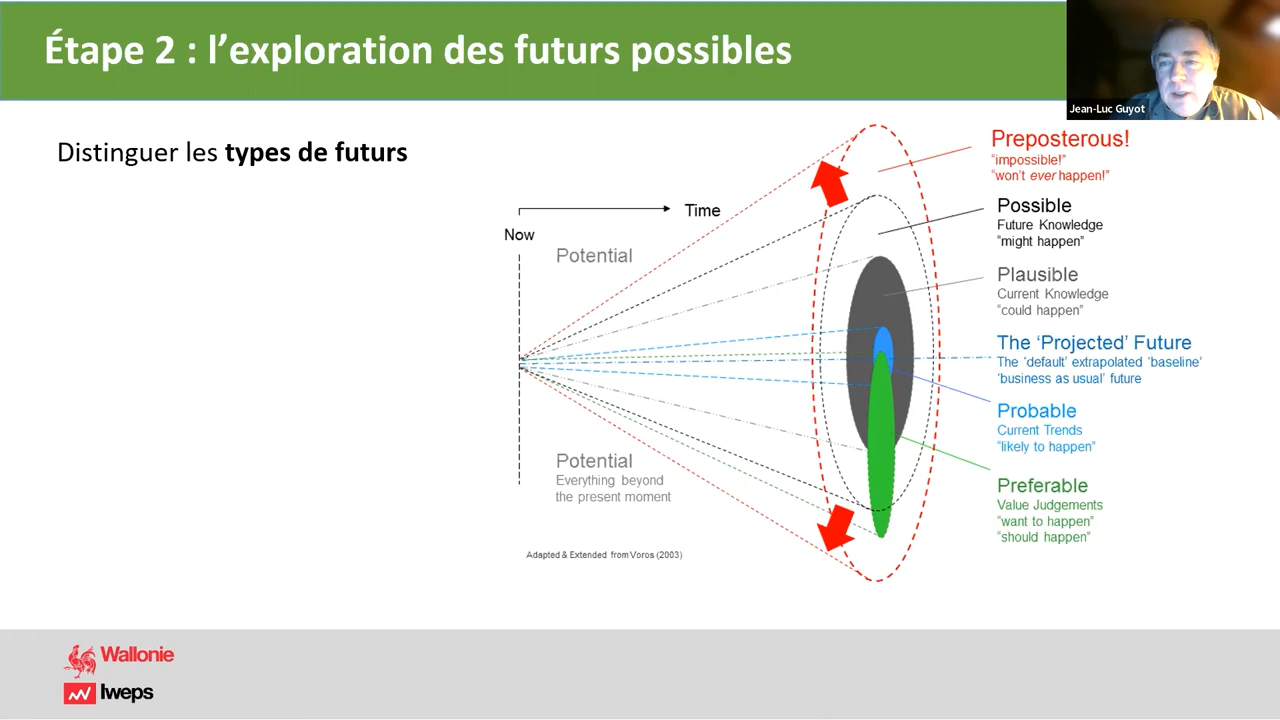 Étape 2 : l’exploration des futurs possibles
Jean-Luc Guyot
Distinguer les types de futurs
Time
Now
Potential
Potential
Everything beyond
the present moment
Adapted & Extended from Voros (2003)
Preposterous!
“impossible!”
“won’t ever happen!”
Possible
Future Knowledge
“might happen”
Plausible
Current Knowledge
“could happen”
The ‘Projected’ Future
The ‘default’ extrapolated ‘baseline’
‘business as usual’ future
Probable
Current Trends
“likely to happen”
Preferable
Value Judgements
“want to happen”
“should happen”
Wallonie
Iweps